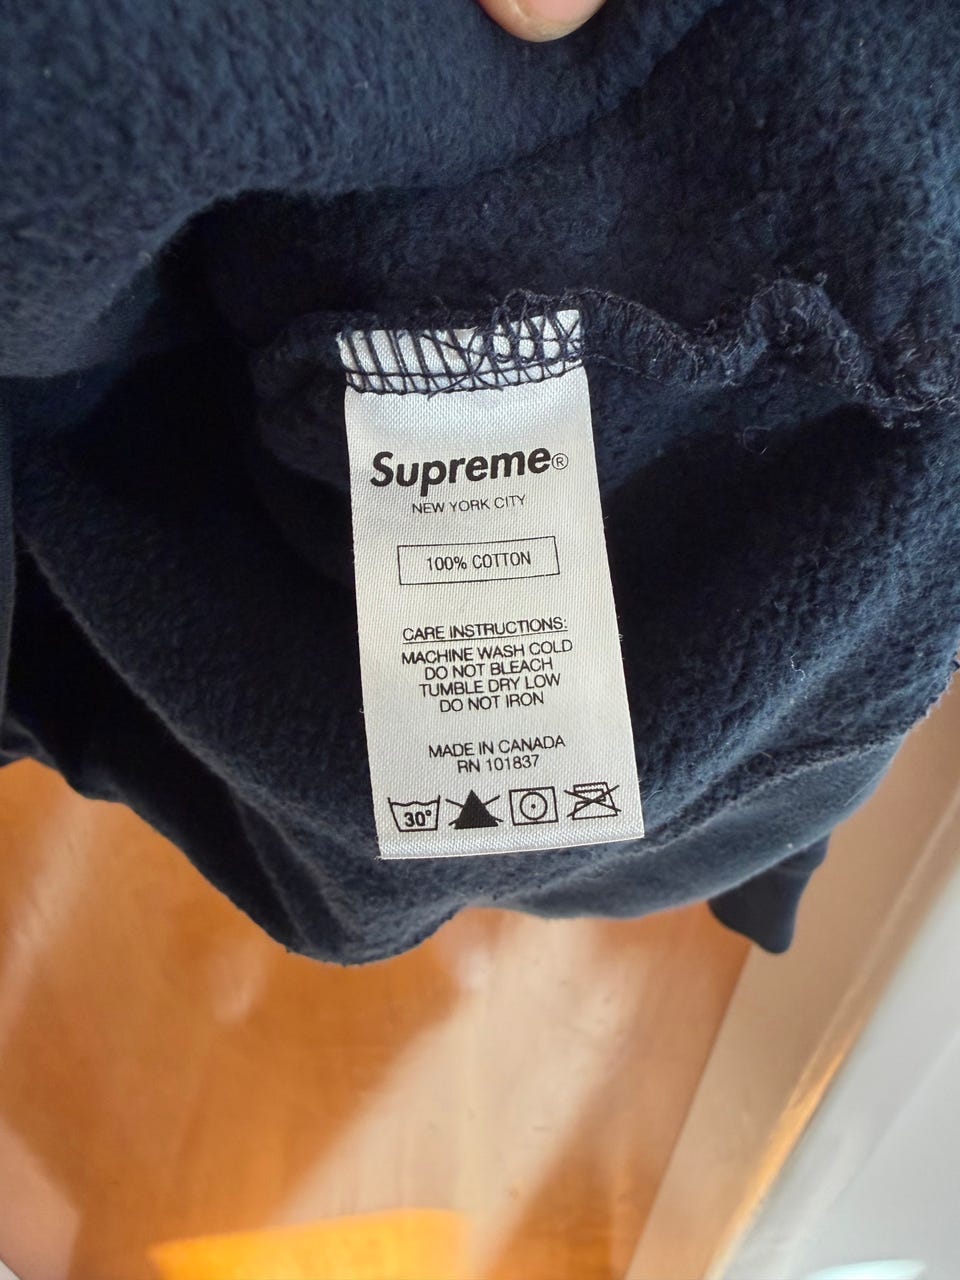 Supreme®
NEW YORK CITY
100% COTTON
CARE INSTRUCTIONS:
MACHINE WASH COLD
DO NOT BLEACH
TUMBLE DRY LOW
DO NOT IRON
MADE IN CANADA
RN 101837
30°